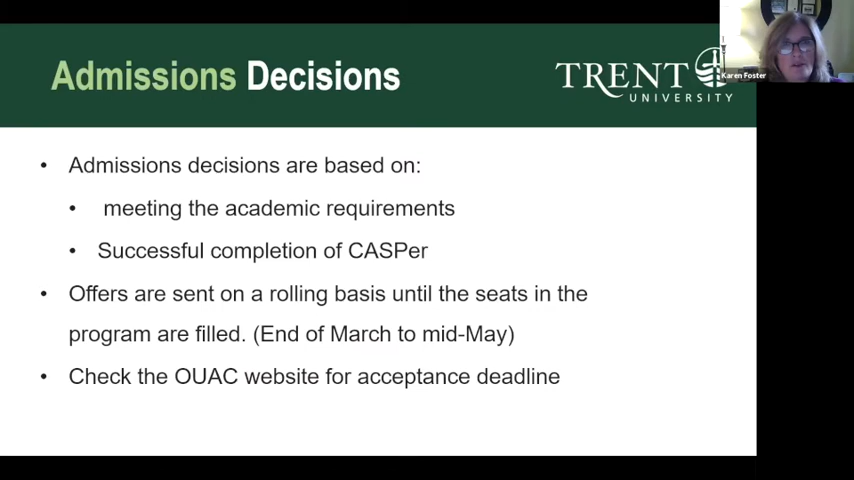 Admissions Decisions
TRENT
UNIVERSITY
Karen Foster
• Admissions decisions are based on:
• meeting the academic requirements
• Successful completion of CASPer
• Offers are sent on a rolling basis until the seats in the
program are filled. (End of March to mid-May)
• Check the OUAC website for acceptance deadline